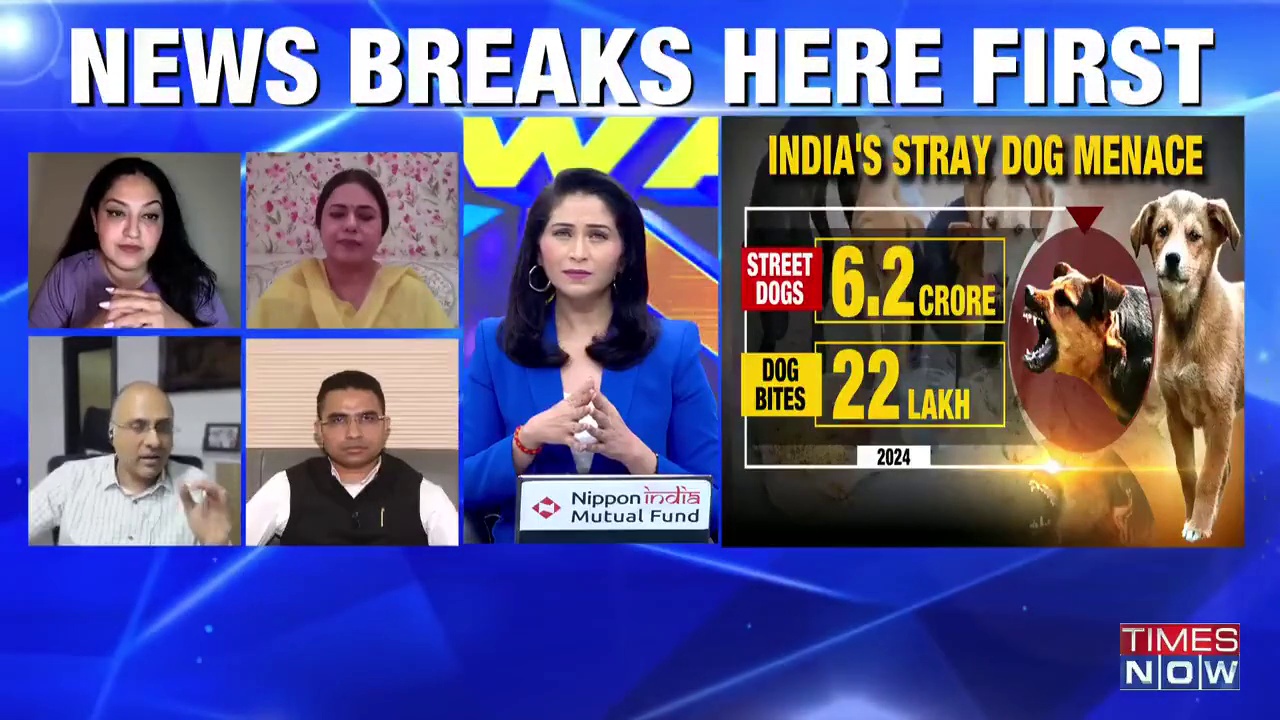 NEWS BREAKS HERE FIRST
INDIA'S STRAY DOG MENACE
STREET
DOGS
6.2 CRORE
DOG
BITES
22 LAKH
2024
Nippon india
Mutual Fund
TIMES
NOW